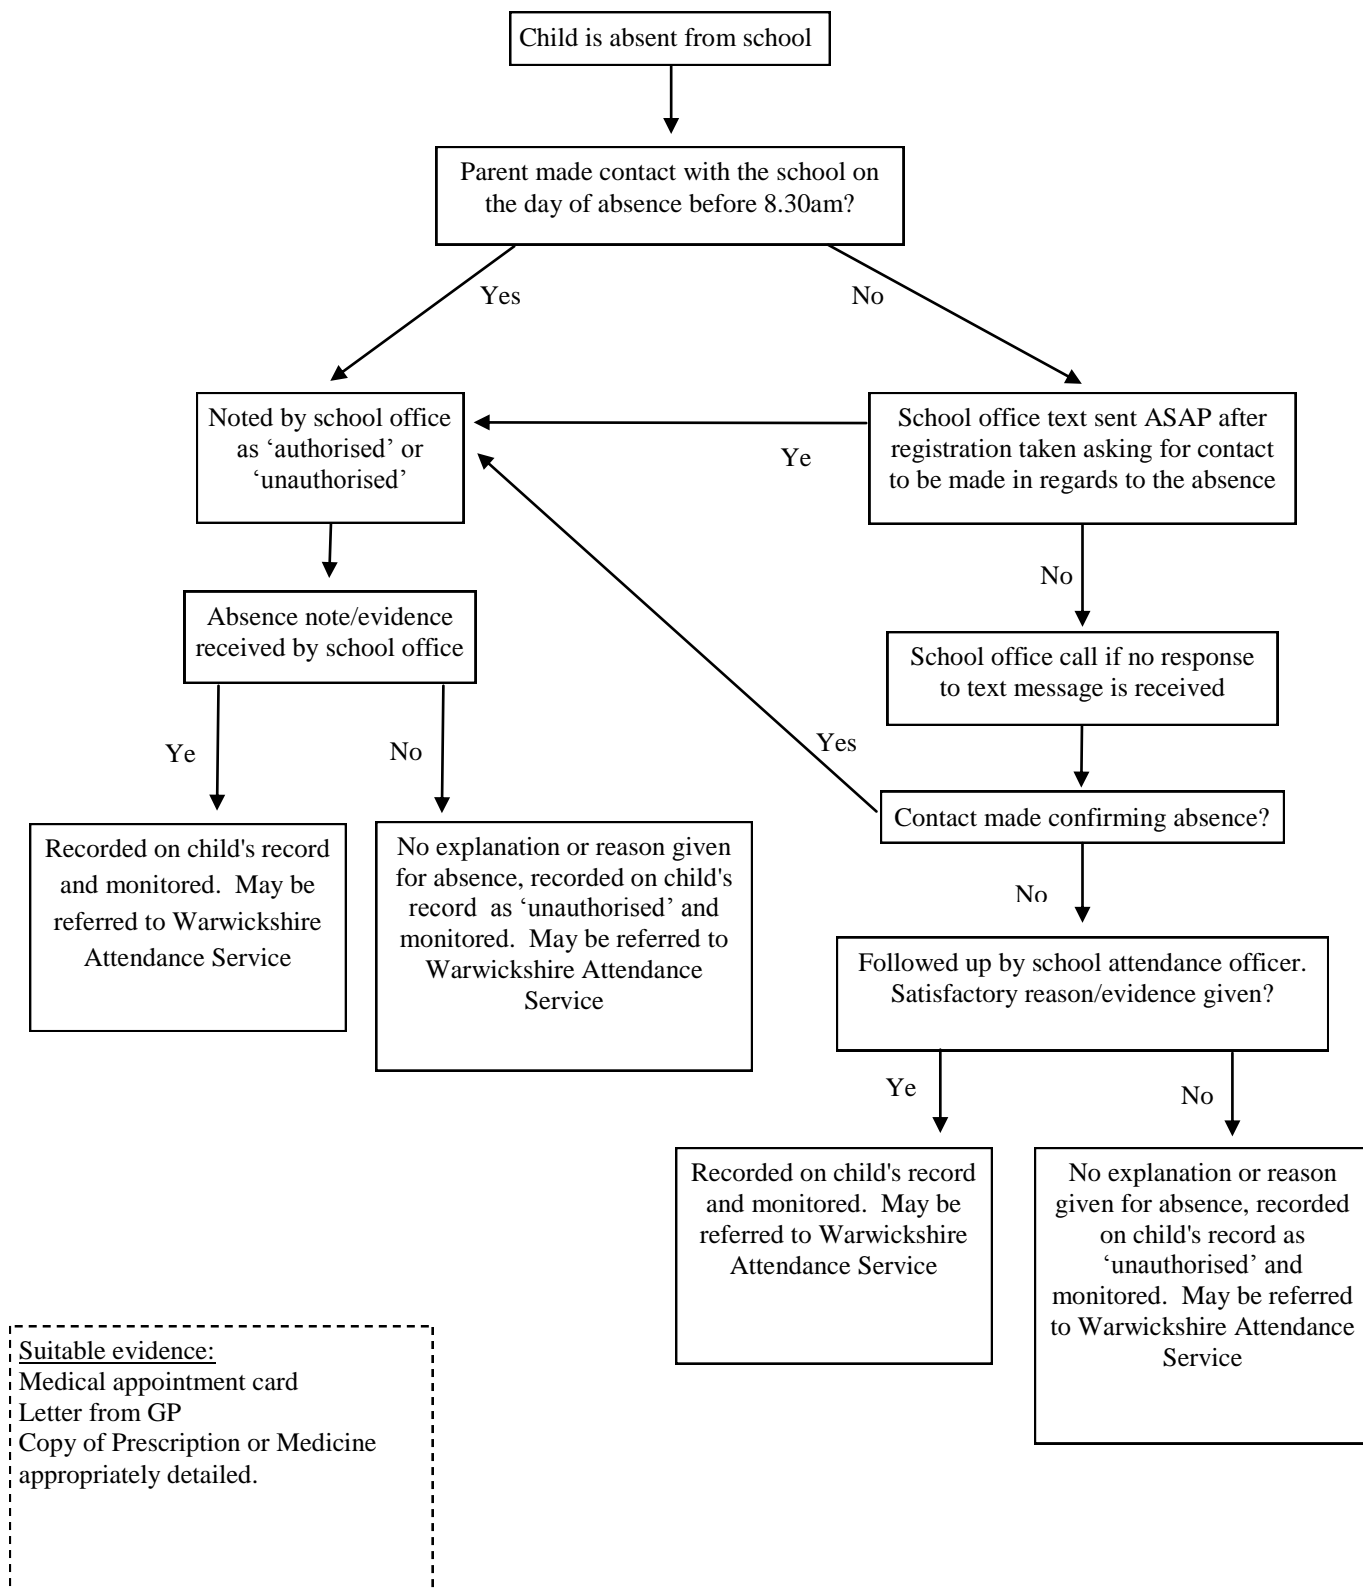 Child is absent from school
Parent made contact with the school on
the day of absence before 8.30am?
Yes
No
Noted by school office
as ‘authorised’ or
‘unauthorised’
Ye
School office text sent ASAP after
registration taken asking for contact
to be made in regards to the absence
No
Absence note/evidence
received by school office
School office call if no response
to text message is received
Ye
No
Yes
Contact made confirming absence?
Recorded on child's record
and monitored.  May be
referred to Warwickshire
Attendance Service
No explanation or reason given
for absence, recorded on child's
record  as ‘unauthorised’ and
monitored.  May be referred to
Warwickshire Attendance
Service
No
Followed up by school attendance officer.
Satisfactory reason/evidence given?
Ye
No
Recorded on child's record
and monitored.  May be
referred to Warwickshire
Attendance Service
No explanation or reason
given for absence, recorded
on child's record as
‘unauthorised’ and
monitored.  May be referred
to Warwickshire Attendance
Service
Suitable evidence:
Medical appointment card
Letter from GP
Copy of Prescription or Medicine
appropriately detailed.